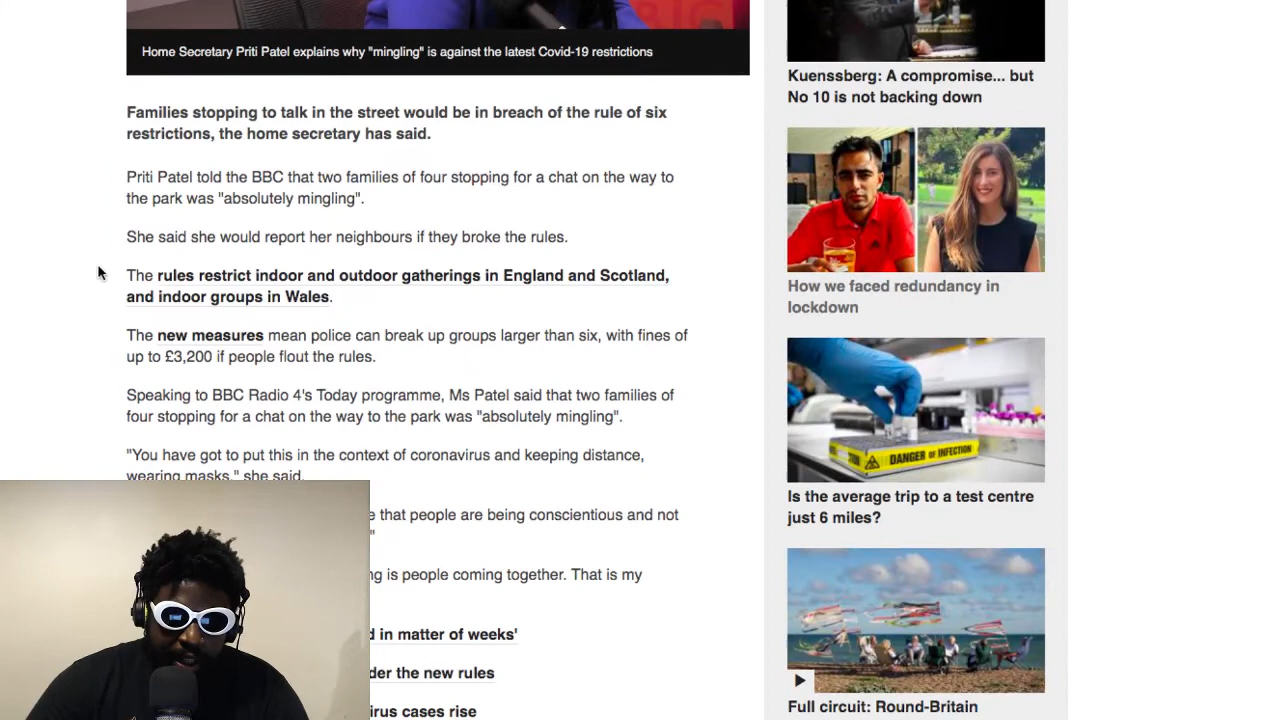 Home Secretary Priti Patel explains why "mingling" is against the latest Covid-19 restrictions
Families stopping to talk in the street would be in breach of the rule of six
restrictions, the home secretary has said.
Priti Patel told the BBC that two families of four stopping for a chat on the way to
the park was "absolutely mingling".
She said she would report her neighbours if they broke the rules.
The rules restrict indoor and outdoor gatherings in England and Scotland,
and indoor groups in Wales.
The new measures mean police can break up groups larger than six, with fines of
up to £3,200 if people flout the rules.
Speaking to BBC Radio 4's Today programme, Ms Patel said that two families of
four stopping for a chat on the way to the park was "absolutely mingling".
"You have got to put this in the context of coronavirus and keeping distance,
wearing masks," she said.
that people are being conscientious and not
"
is people coming together. That is my
in matter of weeks'
the new rules
cases rise
Kuenssberg: A compromise... but
No 10 is not backing down
How we faced redundancy in
lockdown
DANGER OF INFECTION
Is the average trip to a test centre
just 6 miles?
Full circuit: Round-Britain